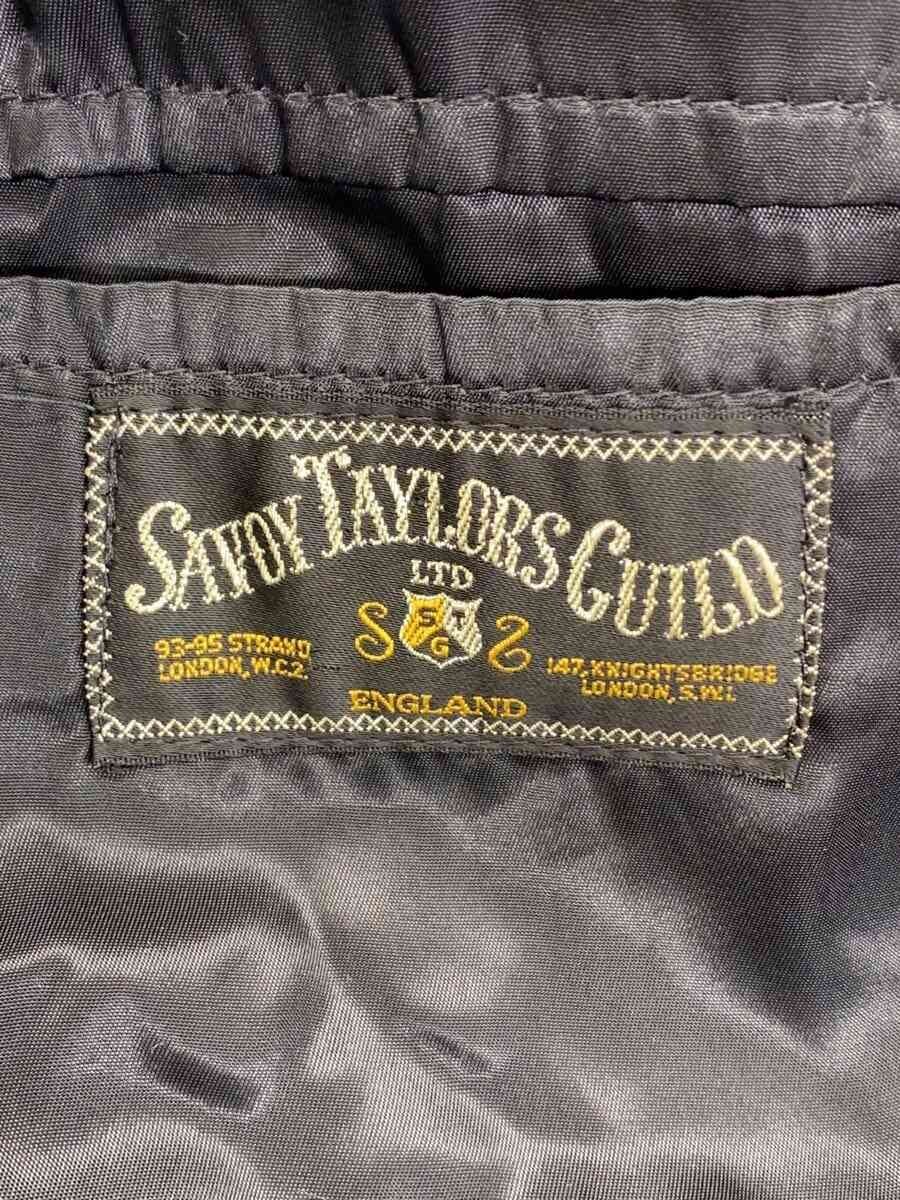 SAVOY TAYLORS GUILD
LTD
S T
G
93-95 STRAND
LONDON, W.C.2.
147, KNIGHTSBRIDGE
LONDON, S.W.1.
ENGLAND